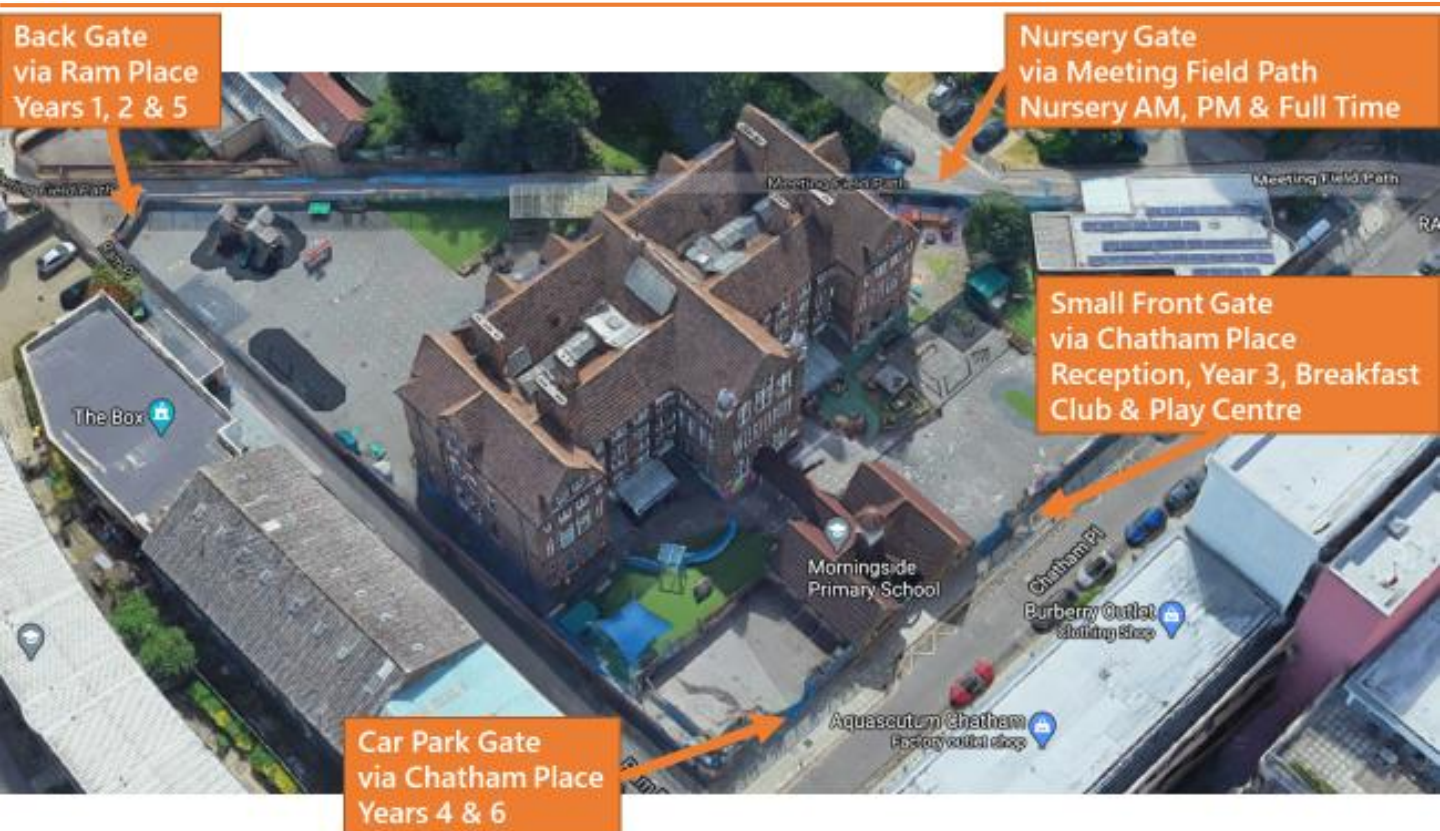 Back Gate
via Ram Place
Years 1, 2 & 5
Nursery Gate
via Meeting Field Path
Nursery AM, PM & Full Time
Field Path
Meeting Field Path
Meeting Field Path
RA
Small Front Gate
via Chatham Place
Reception, Year 3, Breakfast
Club & Play Centre
The Box
Morningside
Primary School
Chatham Pl
Burberry Outlet
Clothing Shop
Aquascutum Chatham
Factory outlet shop
Car Park Gate
via Chatham Place
Years 4 & 6